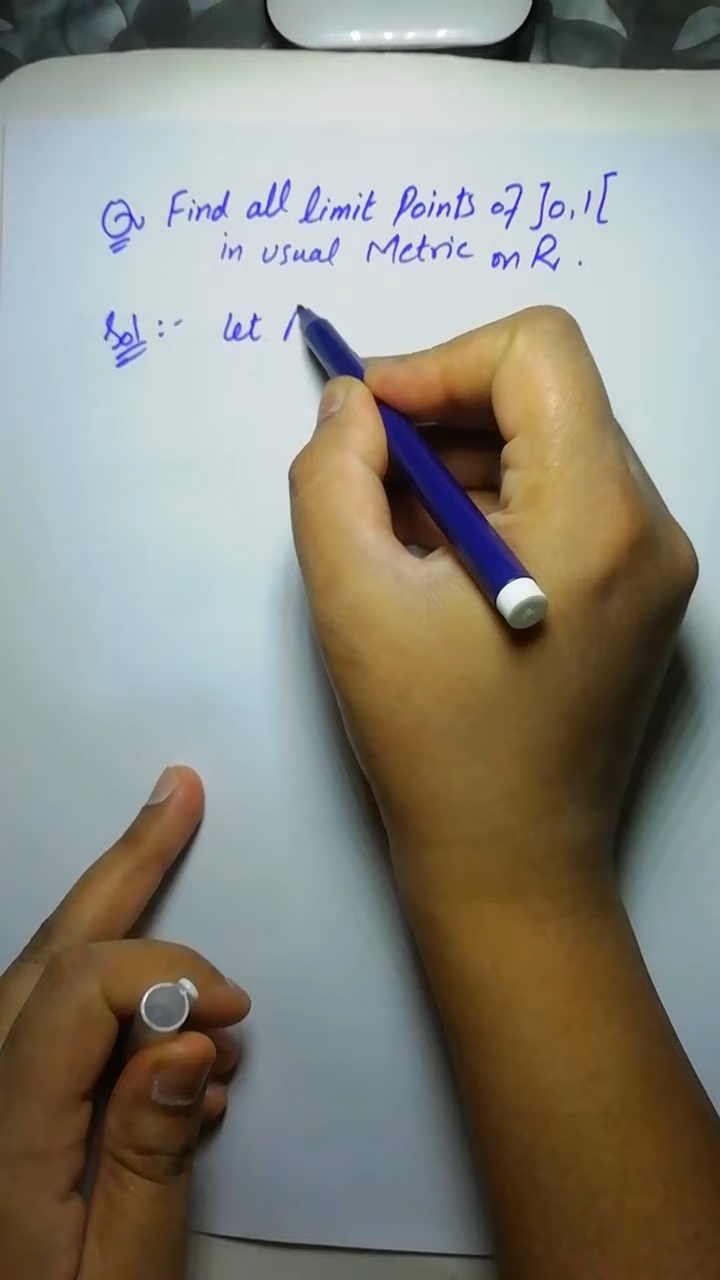 Q Find all limit Points of ]0,1[
in usual Metric on R.
Sol :- let